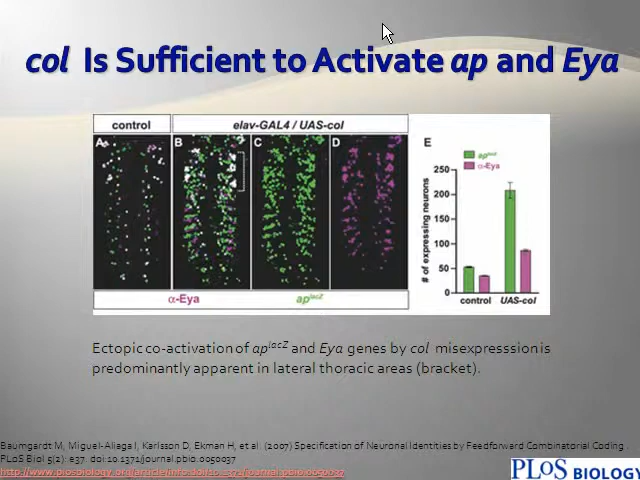 col Is Sufficient to Activate ap and Eya
control
elav-GAL4 / UAS-col
A
B
C
D
α-Eya
ap lacZ
E
ap lacZ
α-Eya
# of expressing neurons
250
200
150
100
50
0
control
UAS-col
Ectopic co-activation of ap lacZ and Eya genes by col misexpresssion is
predominantly apparent in lateral thoracic areas (bracket).
Baumgardt M, Miguel-Aliaga I, Karlsson D, Ekman H, et al. (2007) Specification of Neuronal Identities by Feedforward Combinatorial Coding .
PLoS Biol 5(2): e37. doi:10.1371/journal.pbio.0050037
http://www.plosbiology.org/article/info:doi/10.1371/journal.pbio.0050037
PLoS BIOLOGY